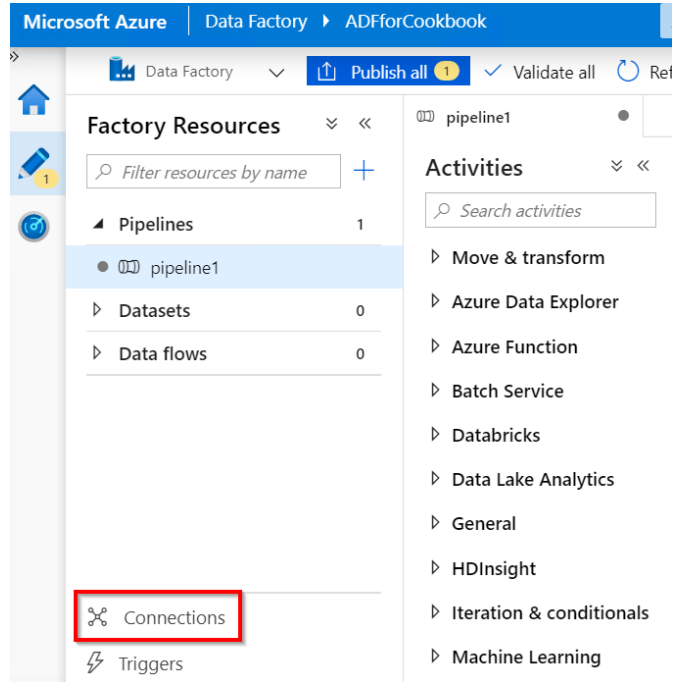 Microsoft Azure Data Factory ADFforCookbook
Data Factory Publish all 1 Validate all
Factory Resources
Filter resources by name
1
Pipelines 1
pipeline1
Datasets 0
Data flows 0
Connections
Triggers
pipeline1
Activities
Search activities
Move & transform
Azure Data Explorer
Azure Function
Batch Service
Databricks
Data Lake Analytics
General
HDInsight
Iteration & conditionals
Machine Learning